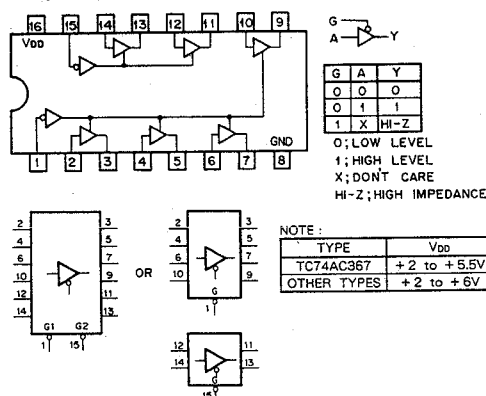 16 15 14 13 12 11 10 9
VDD
GND
1 2 3 4 5 6 7 8
G
A Y
G A Y
0 0 0
0 1 1
1 X HI-Z
0; LOW LEVEL
1; HIGH LEVEL
X; DON'T CARE
HI-Z; HIGH IMPEDANCE
2 3
4 5
6 7
10 9
12 11
14 13
G1 G2
1 15
OR
2 3
4 5
6 7
10 9
G
1
12 11
14 13
G
15
NOTE :
TYPE VDD
TC74AC367 +2 to +5.5V
OTHER TYPES +2 to +6V